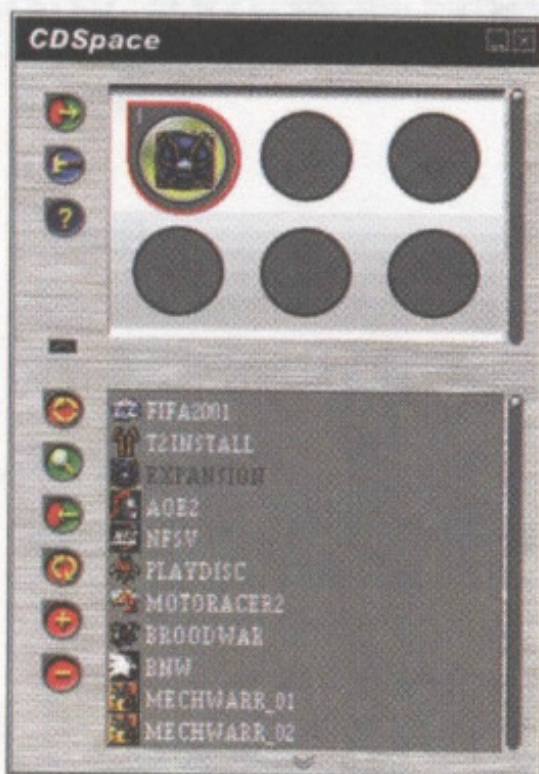 CDSpace
?
FIFA2001
T2INSTALL
EXPANSION
AOE2
NFSV
PLAYDISC
MOTORACER2
BROODWAR
BNW
MECHWARR_01
MECHWARR_02